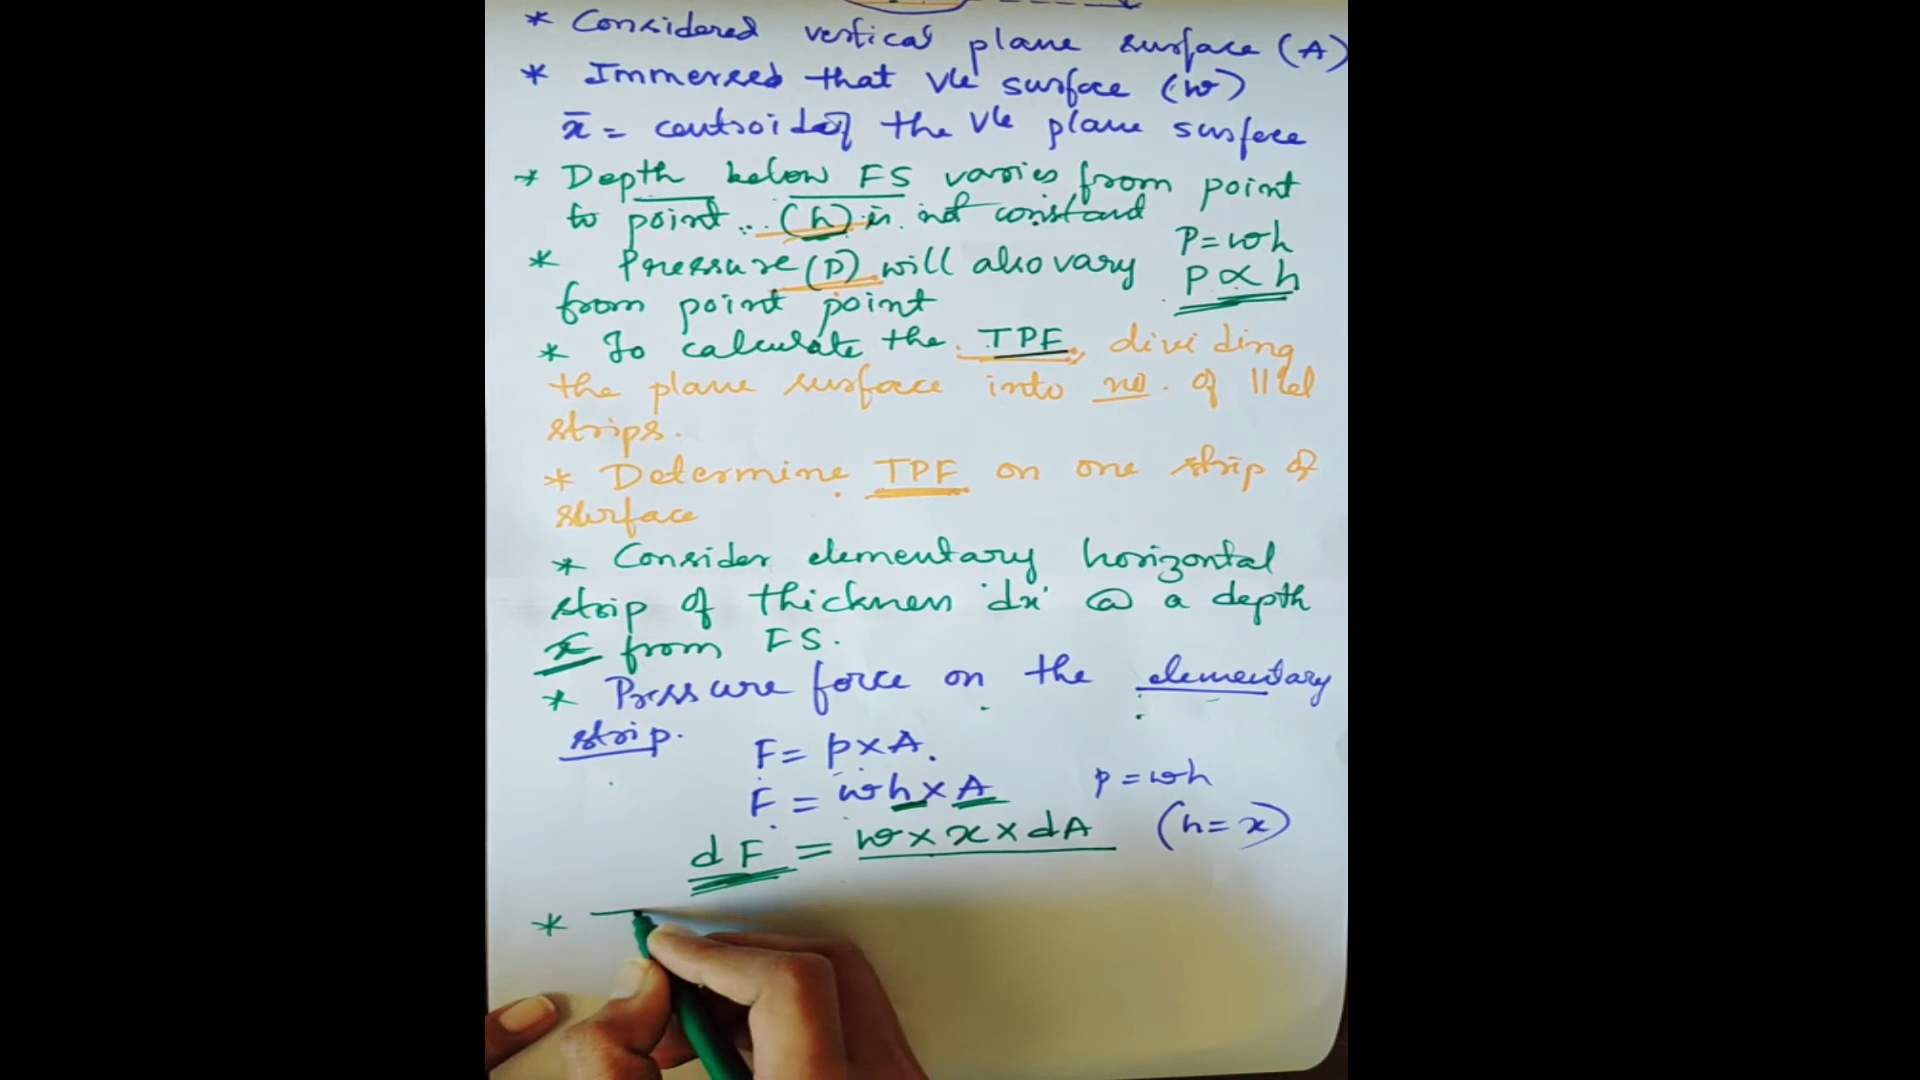 * Considered vertical plane surface (A)
* Immersed that Vle surface (w)
x̄ = centroid of the Vle plane surface
* Depth below FS varies from point
to point ∴ (h) is not constant
P = wh
* Pressure (P) will also vary
P ∝ h
from point point
* To calculate the TPF, dividing
the plane surface into no. of ||lel
strips.
* Determine TPF on one strip of
surface
* Consider elementary horizontal
strip of thickness 'dx' @ a depth
x from FS.
* Pressure force on the elementary
strip.
F = p × A.
F = wh × A
p = wh
dF = w × x × dA
(h = x)
*